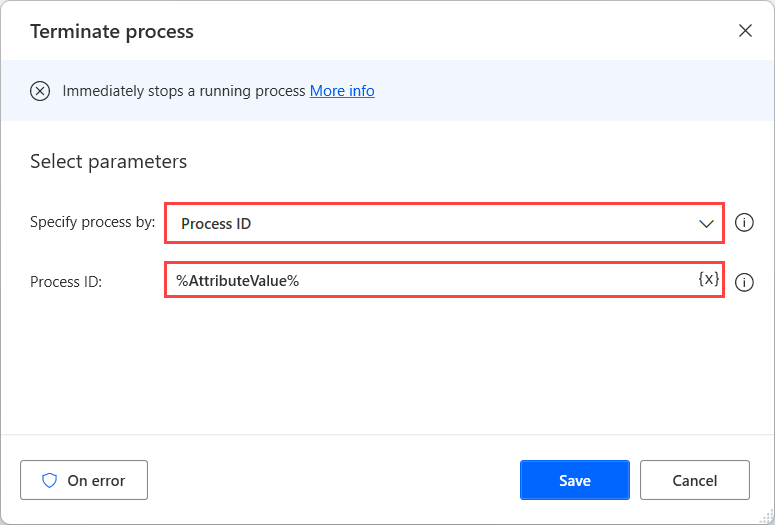 Terminate process
Immediately stops a running process More info
Select parameters
Specify process by: Process ID
Process ID: %AttributeValue% {x}
On error Save Cancel